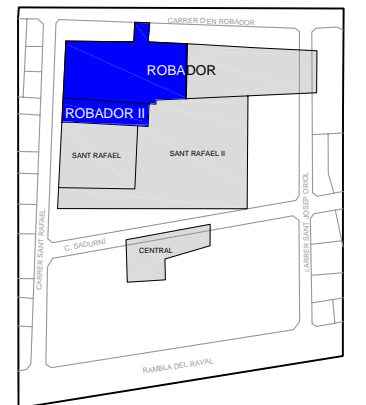 CARRER D'EN ROBADOR
ROBADOR
ROBADOR II
SANT RAFAEL
SANT RAFAEL II
CARRER SANT RAFAEL
cARRER SANT JOSEP ORIOL
C. SADURNÍ
CENTRAL
RAMBLA DEL RAVAL